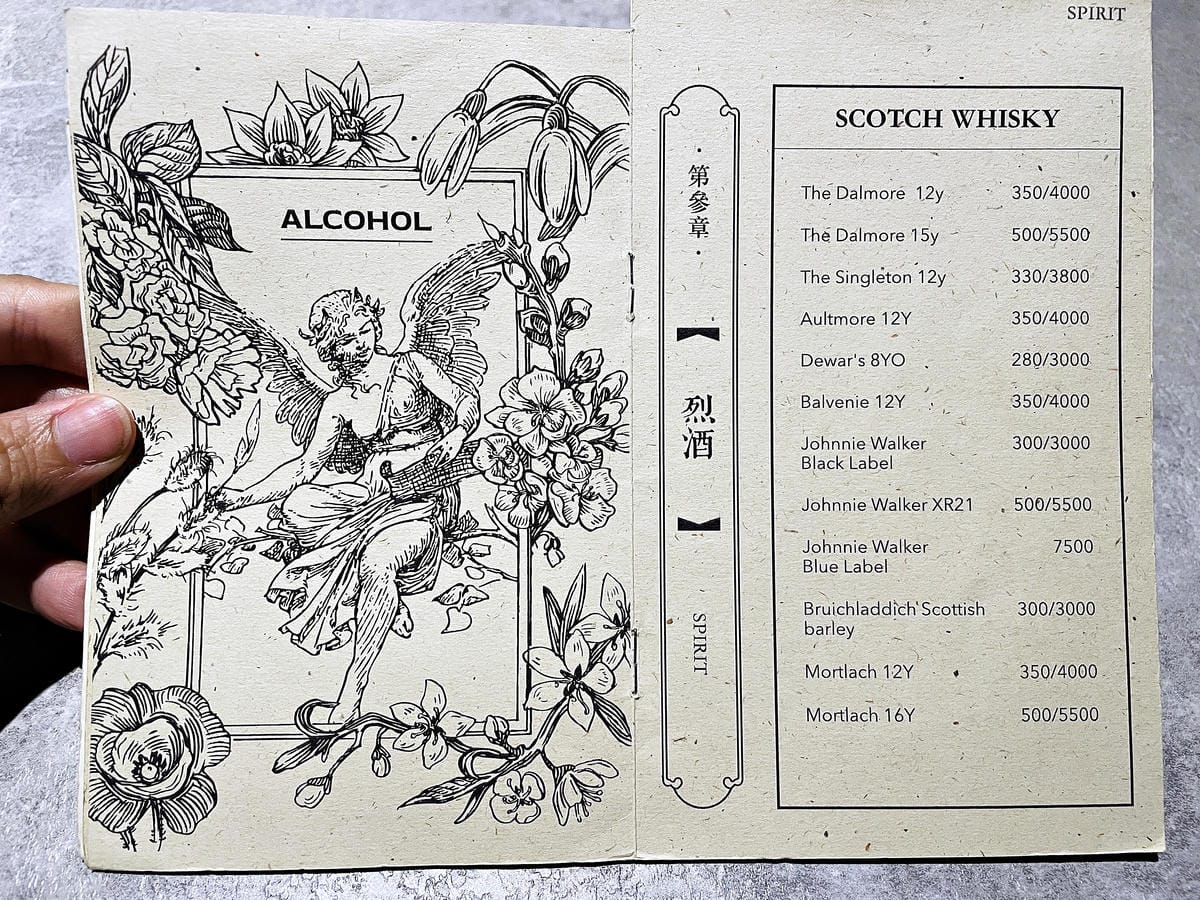 ALCOHOL
SPIRIT
第參章
烈酒
SPIRIT
SCOTCH WHISKY
The Dalmore 12y 350/4000
The Dalmore 15y 500/5500
The Singleton 12y 330/3800
Aultmore 12Y 350/4000
Dewar's 8YO 280/3000
Balvenie 12Y 350/4000
Johnnie Walker 300/3000
Black Label
Johnnie Walker XR21 500/5500
Johnnie Walker 7500
Blue Label
Bruichladdich Scottish 300/3000
barley
Mortlach 12Y 350/4000
Mortlach 16Y 500/5500